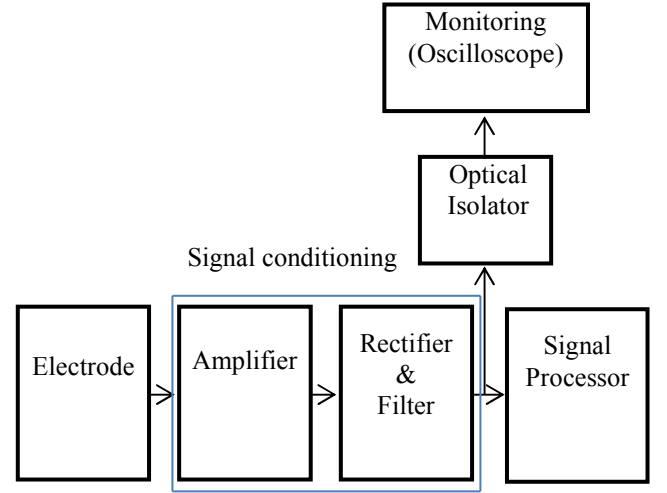 Monitoring
(Oscilloscope)
Optical
Isolator
Signal conditioning
Electrode
Amplifier
Rectifier
&
Filter
Signal
Processor